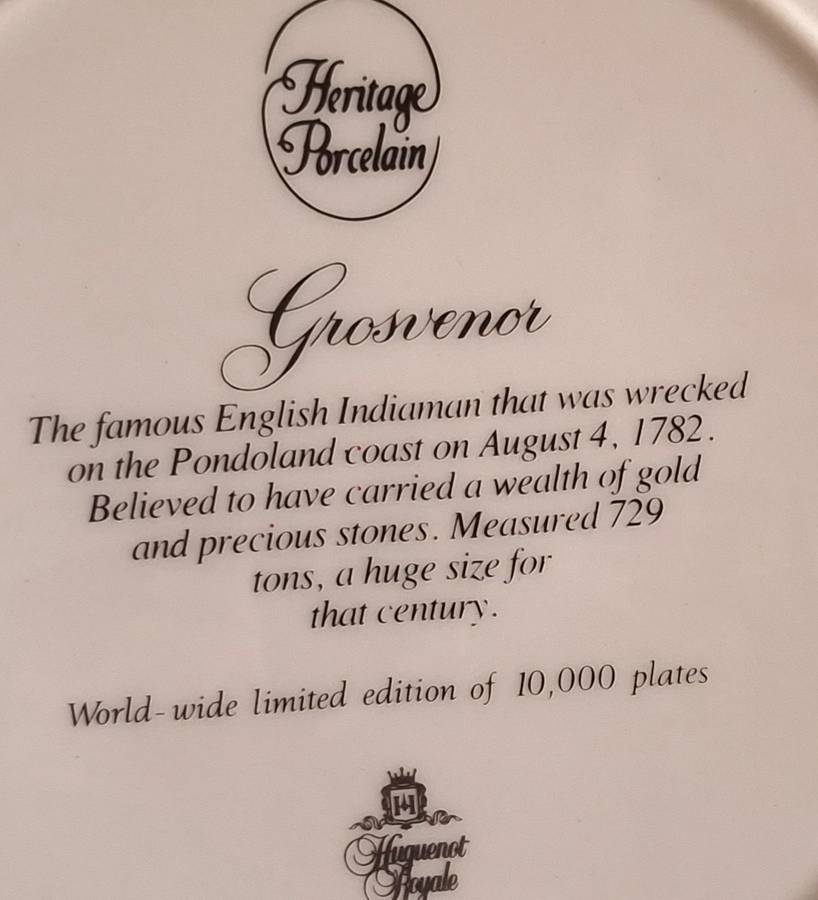 Heritage
Porcelain
Grosvenor
The famous English Indiaman that was wrecked
on the Pondoland coast on August 4, 1782.
Believed to have carried a wealth of gold
and precious stones. Measured 729
tons, a huge size for
that century.
World-wide limited edition of 10,000 plates
H
Huguenot
Royale